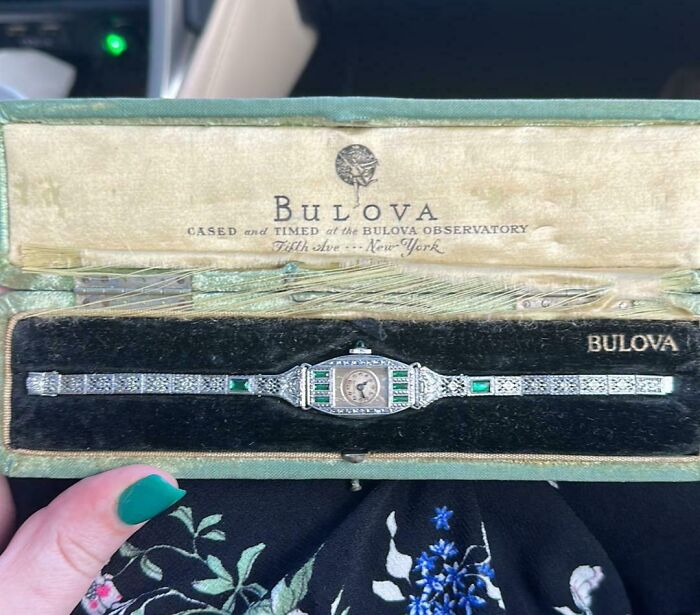 BULOVA
CASED and TIMED at the BULOVA OBSERVATORY
Fifth Ave --- New York
BULOVA